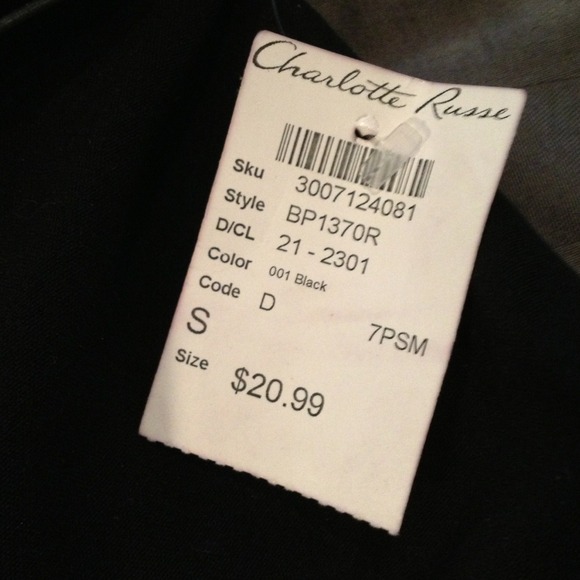 Charlotte Russe
Sku 3007124081
Style BP1370R
D/CL 21 - 2301
Color 001 Black
Code D 7PSM
S
Size $20.99